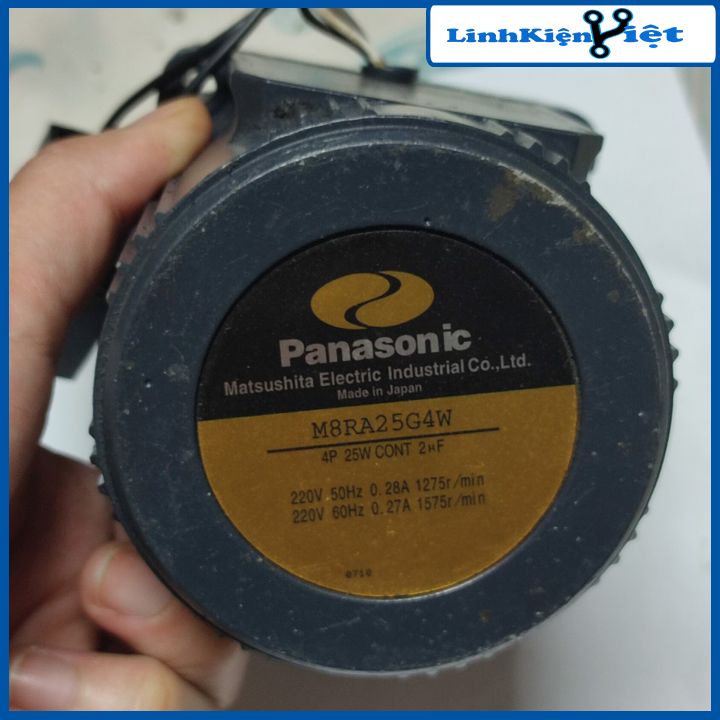 LinhKiệnViệt
Panasonic
Matsushita Electric Industrial Co.,Ltd.
Made in Japan
M8RA25G4W
4P 25W CONT 2μF
220V 50Hz 0.28A 1275r/min
220V 60Hz 0.27A 1575r/min
0710